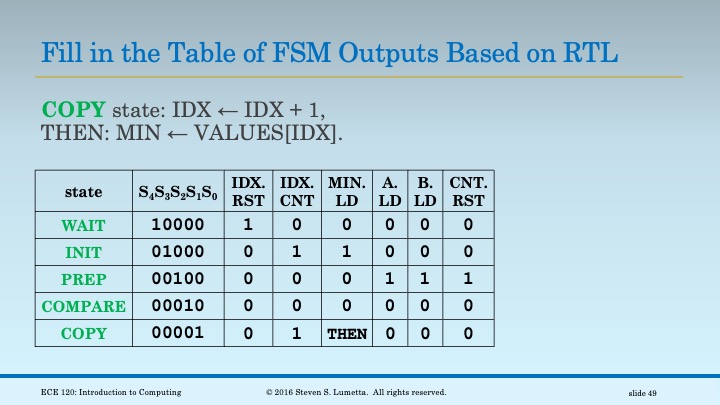 Fill in the Table of FSM Outputs Based on RTL
COPY state: IDX ← IDX + 1,
THEN: MIN ← VALUES[IDX].
state S₄S₃S₂S₁S₀ IDX. RST IDX. CNT MIN. LD A. LD B. LD CNT. RST
WAIT 10000 1 0 0 0 0 0
INIT 01000 0 1 1 0 0 0
PREP 00100 0 0 0 1 1 1
COMPARE 00010 0 0 0 0 0 0
COPY 00001 0 1 THEN 0 0 0
ECE 120: Introduction to Computing © 2016 Steven S. Lumetta. All rights reserved. slide 49